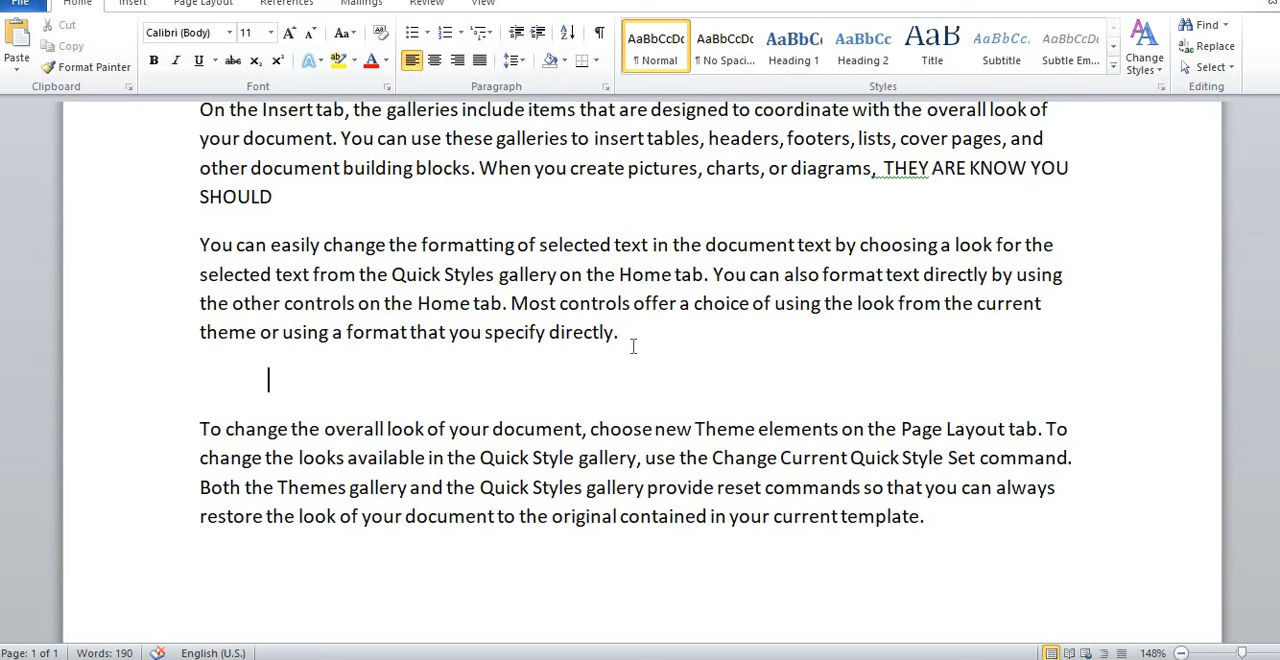 File Home Insert Page Layout References Mailings Review View
Cut
Copy
Paste
Format Painter
Clipboard
Calibri (Body) 11
Font
Paragraph
AaBbCcDc AaBbCcDc AaBbC AaBbCc AaB AaBbCc. AaBbCcDc
¶ Normal ¶ No Spaci... Heading 1 Heading 2 Title Subtitle Subtle Em...
Change
Styles
Styles
Find
Replace
Select
Editing
On the Insert tab, the galleries include items that are designed to coordinate with the overall look of
your document. You can use these galleries to insert tables, headers, footers, lists, cover pages, and
other document building blocks. When you create pictures, charts, or diagrams, THEY ARE KNOW YOU
SHOULD
You can easily change the formatting of selected text in the document text by choosing a look for the
selected text from the Quick Styles gallery on the Home tab. You can also format text directly by using
the other controls on the Home tab. Most controls offer a choice of using the look from the current
theme or using a format that you specify directly.
To change the overall look of your document, choose new Theme elements on the Page Layout tab. To
change the looks available in the Quick Style gallery, use the Change Current Quick Style Set command.
Both the Themes gallery and the Quick Styles gallery provide reset commands so that you can always
restore the look of your document to the original contained in your current template.
Page: 1 of 1 Words: 190 English (U.S.) 148%